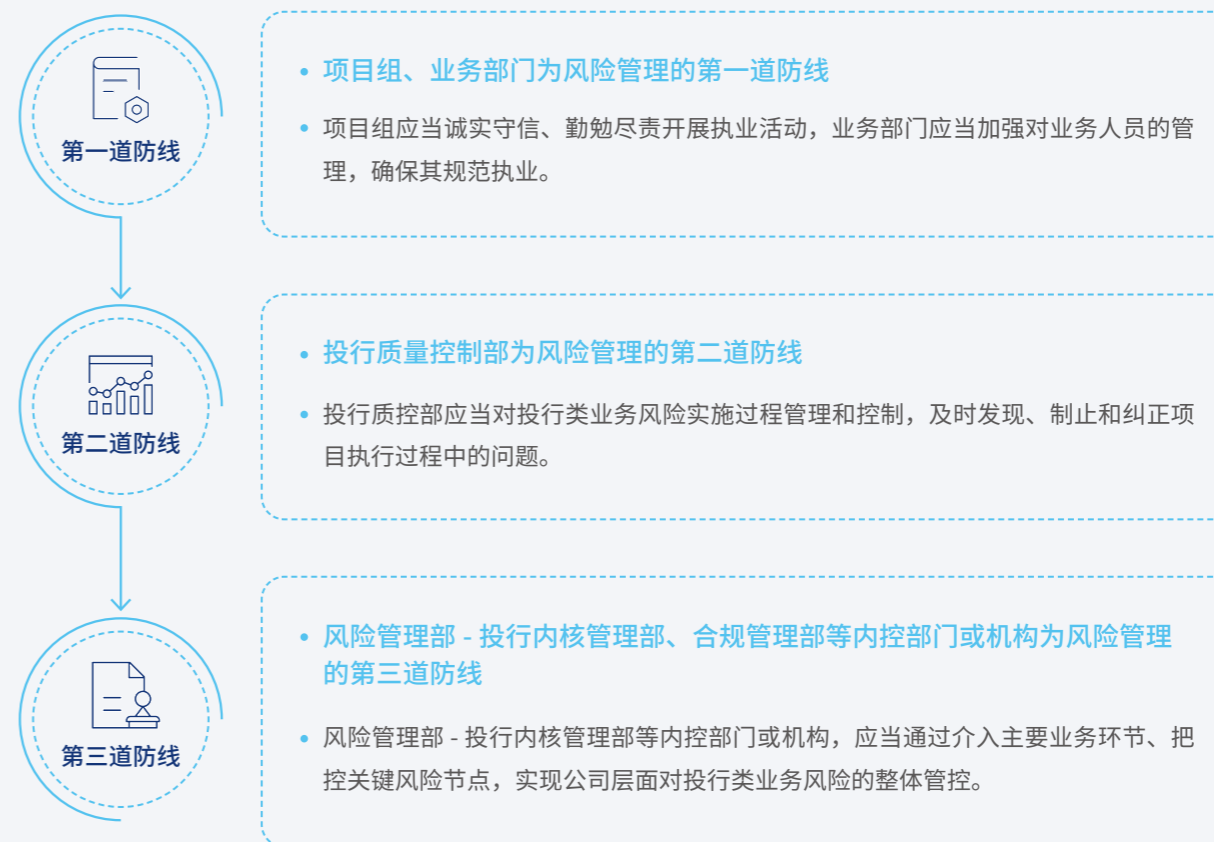 第一道防线
项目组、业务部门为风险管理的第一道防线
项目组应当诚实守信、勤勉尽责开展执业活动，业务部门应当加强对业务人员的管
理，确保其规范执业。
第二道防线
投行质量控制部为风险管理的第二道防线
投行质控部应当对投行类业务风险实施过程管理和控制，及时发现、制止和纠正项
目执行过程中的问题。
第三道防线
风险管理部 - 投行内核管理部、合规管理部等内控部门或机构为风险管理
的第三道防线
风险管理部 - 投行内核管理部等内控部门或机构，应当通过介入主要业务环节、把
控关键风险节点，实现公司层面对投行类业务风险的整体管控。